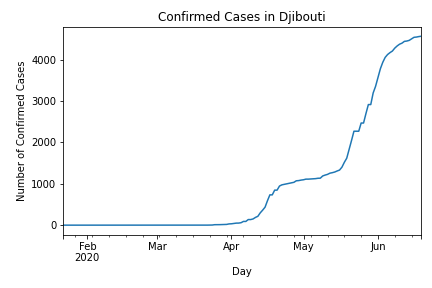 Confirmed Cases in Djibouti
Number of Confirmed Cases
4000
3000
2000
1000
0
Feb
2020
Mar
Apr
May
Jun
Day